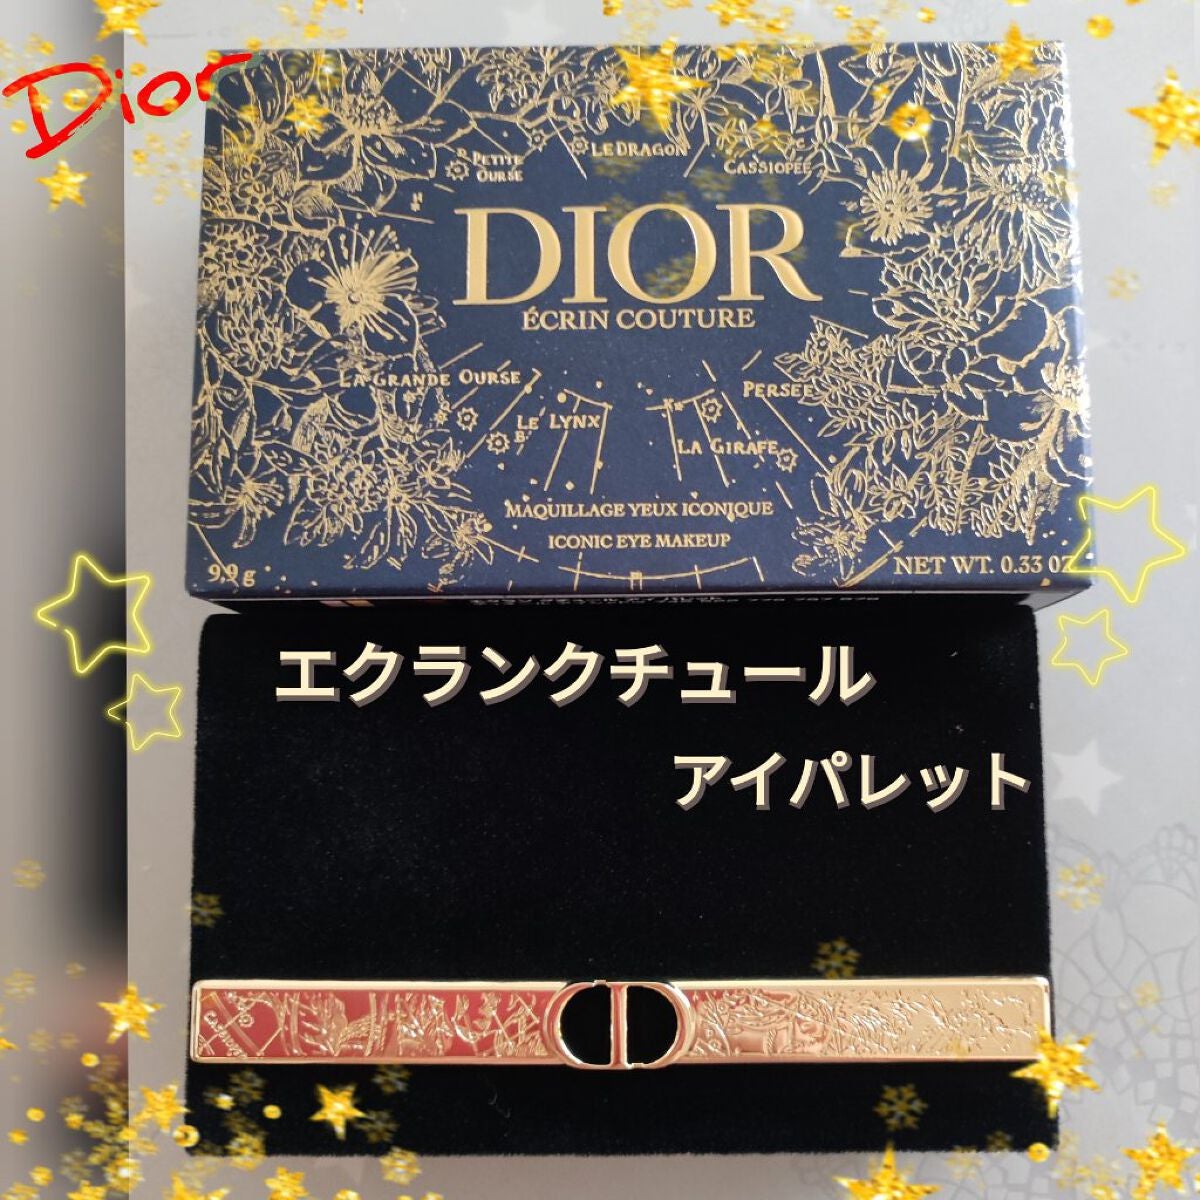 Dior
PETITE
OURSE
LE DRAGON
CASSIOPÉE
DIOR
ÉCRIN COUTURE
LA GRANDE OURSE
PERSÉE
LE LYNX
LA GIRAFE
MAQUILLAGE YEUX ICONIQUE
ICONIC EYE MAKEUP
9,9 g
NET WT. 0.33 OZ
エクランクチュール
アイパレット
CD